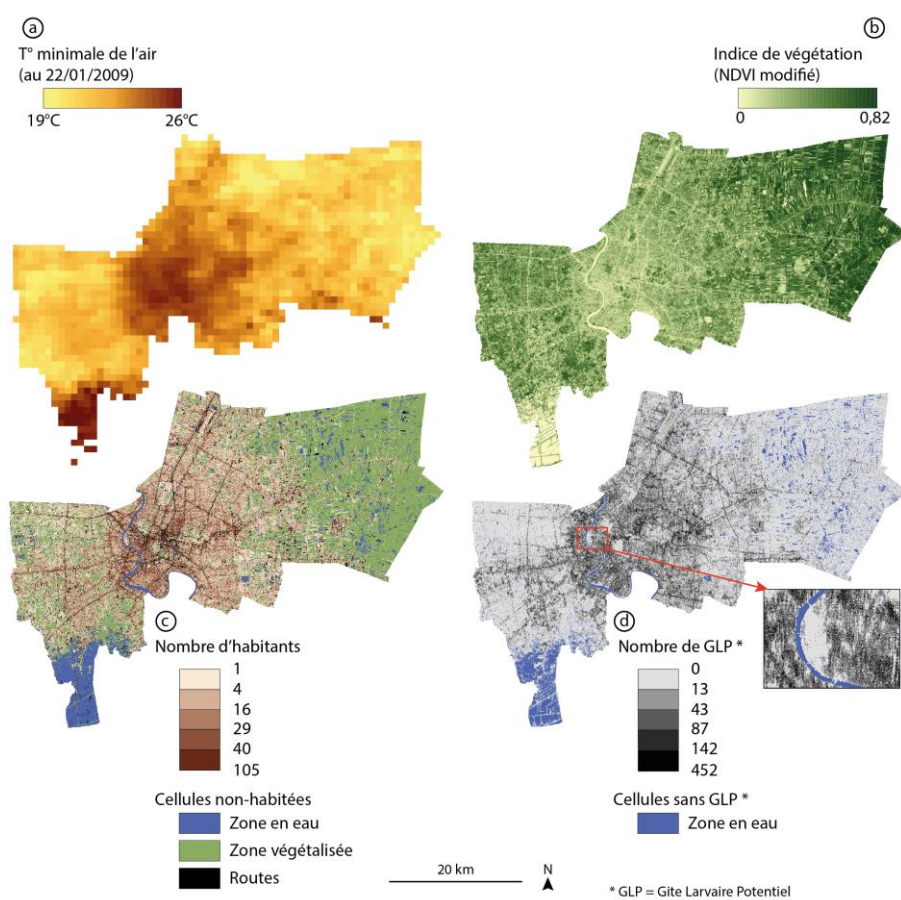 a
T° minimale de l'air
(au 22/01/2009)
19°C 26°C
b
Indice de végétation
(NDVI modifié)
0 0,82
c
Nombre d'habitants
1
4
16
29
40
105
Cellules non-habitées
Zone en eau
Zone végétalisée
Routes
d
Nombre de GLP *
0
13
43
87
142
452
Cellules sans GLP *
Zone en eau
20 km
N
* GLP = Gite Larvaire Potentiel